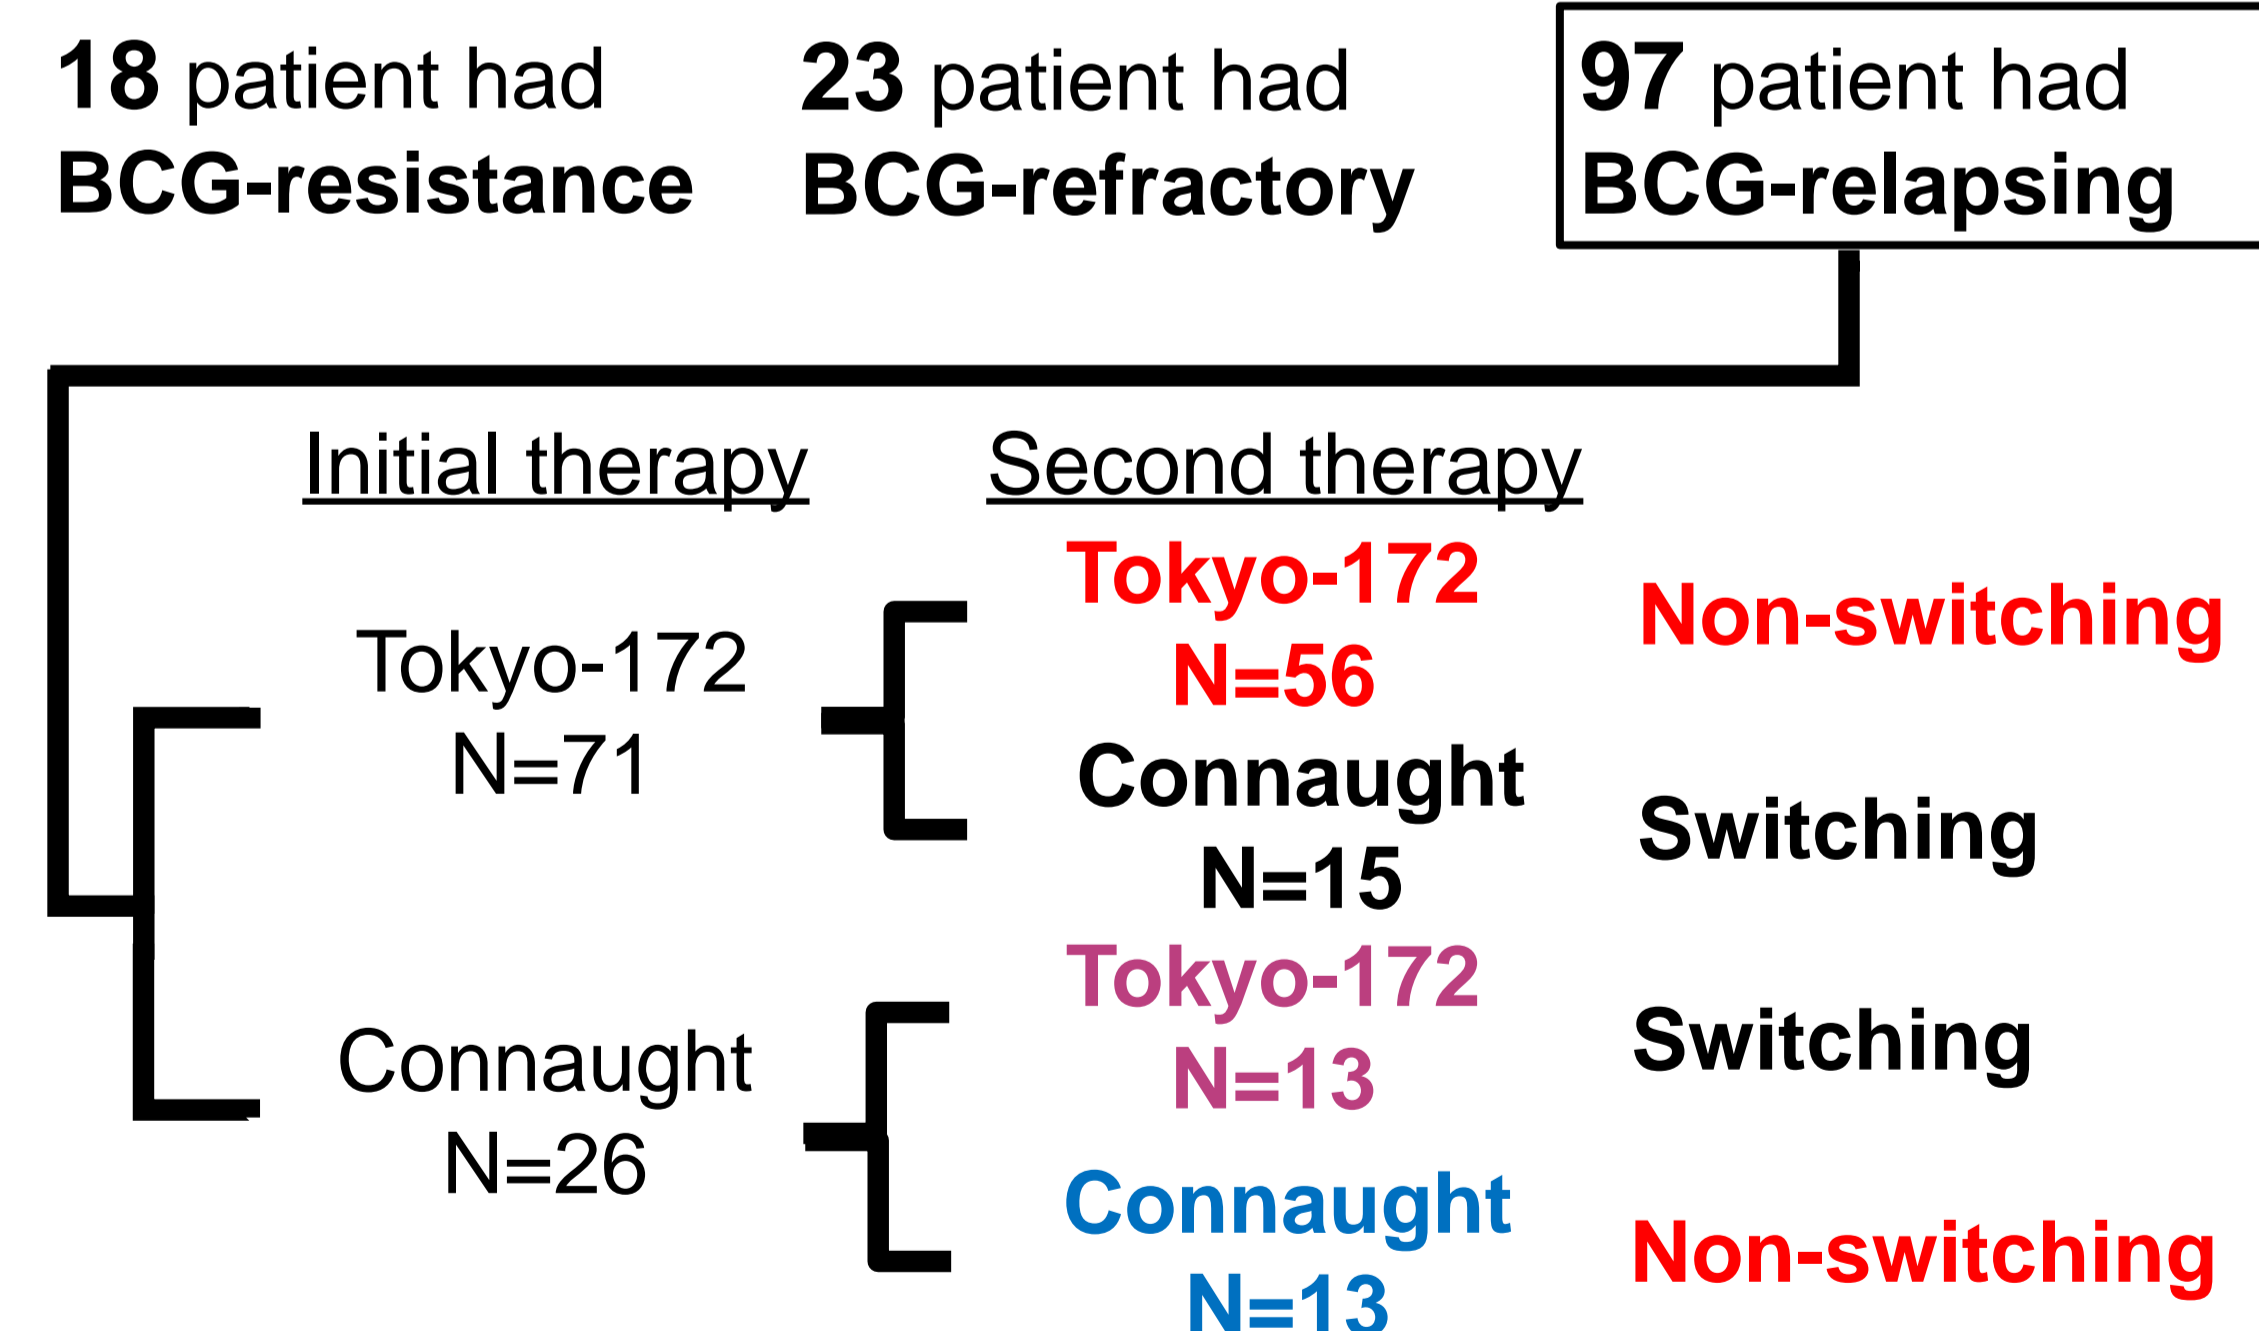 18 patient had
BCG-resistance
23 patient had
BCG-refractory
97 patient had
BCG-relapsing
Initial therapy
Second therapy
Tokyo-172
N=71
Tokyo-172
N=56
Non-switching
Connaught
N=15
Switching
Connaught
N=26
Tokyo-172
N=13
Switching
Connaught
N=13
Non-switching